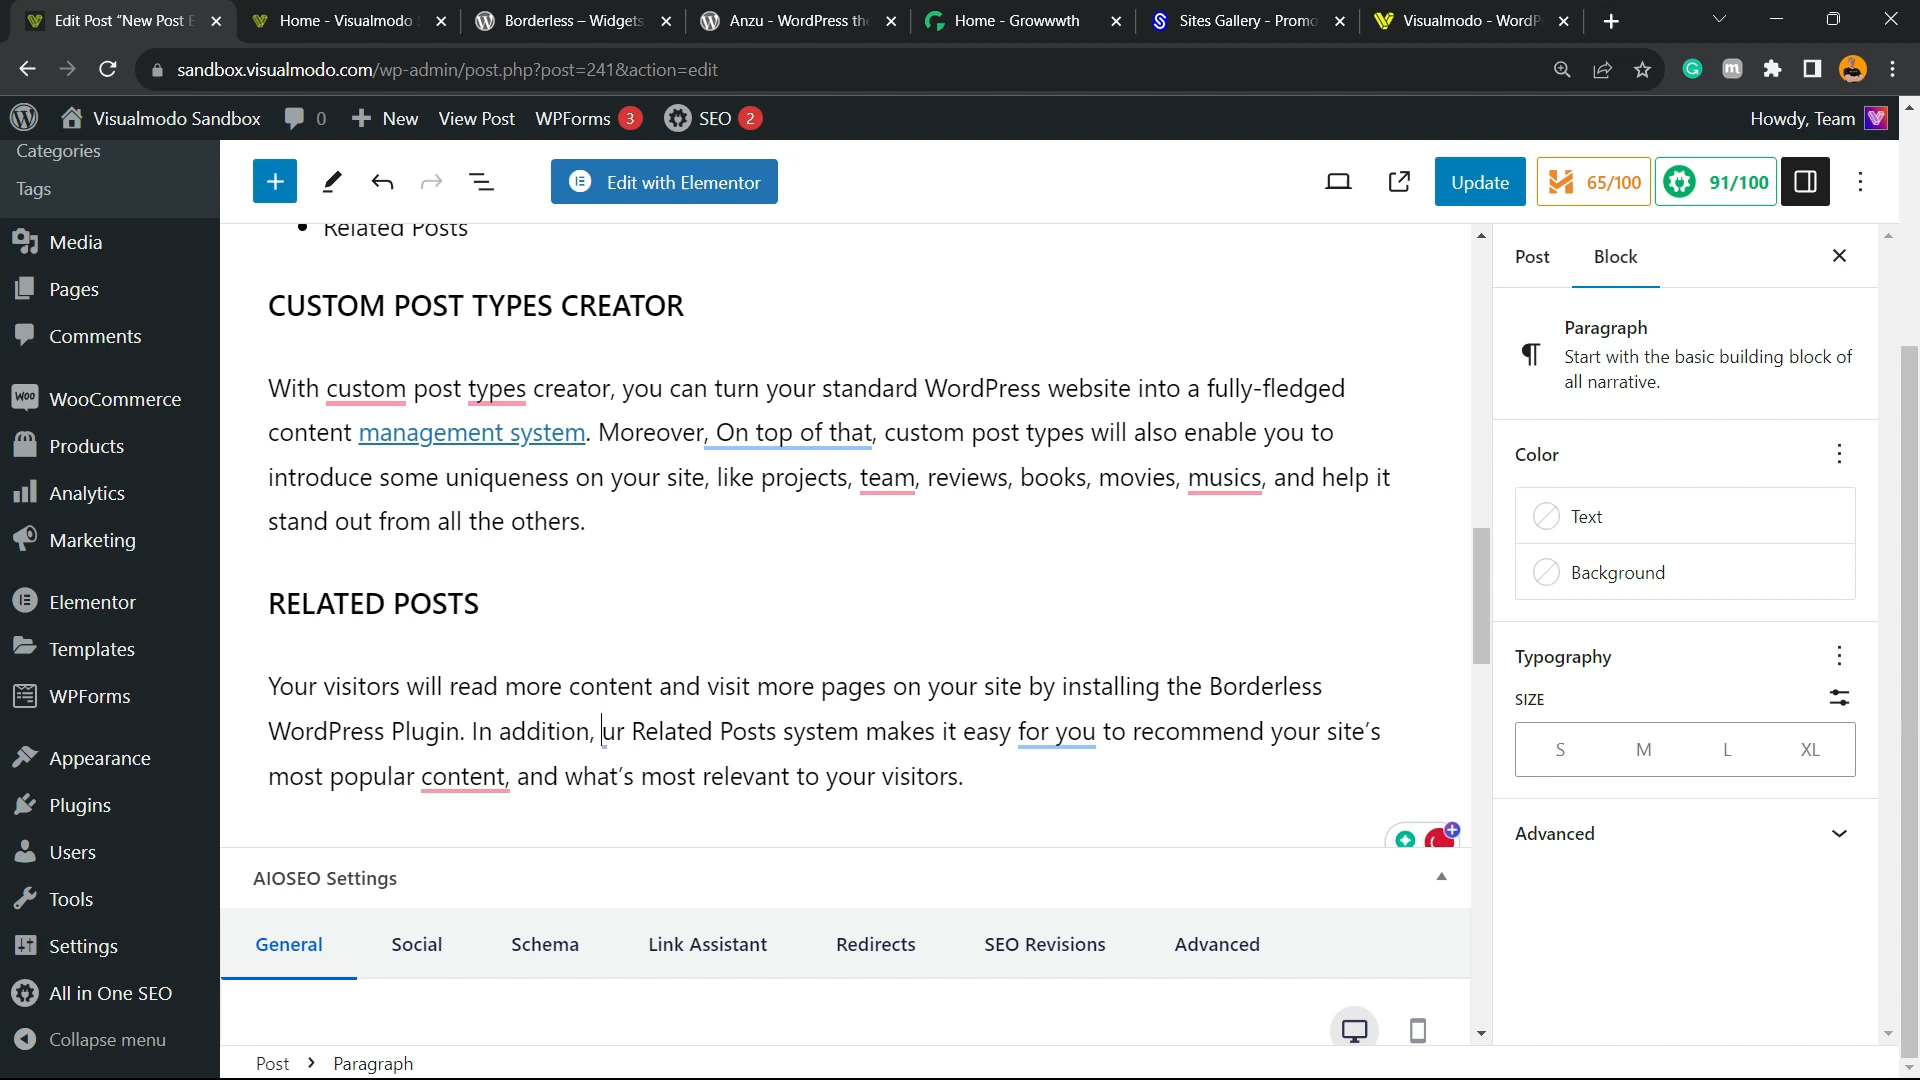 Edit Post “New Post E
Home - Visualmodo
Borderless – Widgets
Anzu - WordPress the
Home - Growwwth
Sites Gallery - Promo
Visualmodo - WordP
sandbox.visualmodo.com/wp-admin/post.php?post=241&action=edit
Visualmodo Sandbox
0
New
View Post
WPForms 3
SEO 2
Howdy, Team
Categories
Tags
Media
Pages
Comments
WooCommerce
Products
Analytics
Marketing
Elementor
Templates
WPForms
Appearance
Plugins
Users
Tools
Settings
All in One SEO
Collapse menu
Edit with Elementor
Update
65/100
91/100
Related Posts
CUSTOM POST TYPES CREATOR
With custom post types creator, you can turn your standard WordPress website into a fully-fledged
content management system. Moreover, On top of that, custom post types will also enable you to
introduce some uniqueness on your site, like projects, team, reviews, books, movies, musics, and help it
stand out from all the others.
RELATED POSTS
Your visitors will read more content and visit more pages on your site by installing the Borderless
WordPress Plugin. In addition, ur Related Posts system makes it easy for you to recommend your site’s
most popular content, and what’s most relevant to your visitors.
AIOSEO Settings
General
Social
Schema
Link Assistant
Redirects
SEO Revisions
Advanced
Post
Paragraph
Post
Block
Paragraph
Start with the basic building block of
all narrative.
Color
Text
Background
Typography
SIZE
S M L XL
Advanced